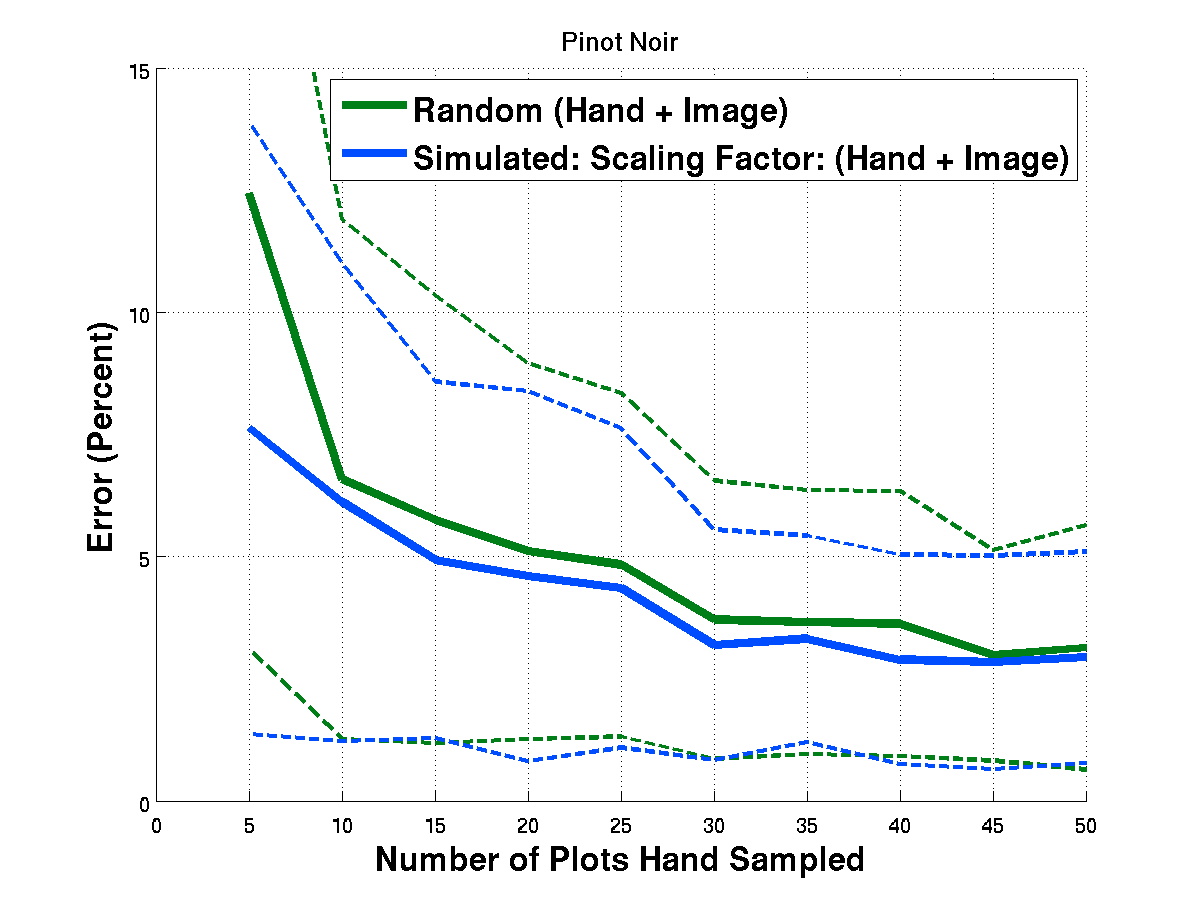 Pinot Noir
Random (Hand + Image)
Simulated: Scaling Factor: (Hand + Image)
15
10
5
0
Error (Percent)
0 5 10 15 20 25 30 35 40 45 50
Number of Plots Hand Sampled